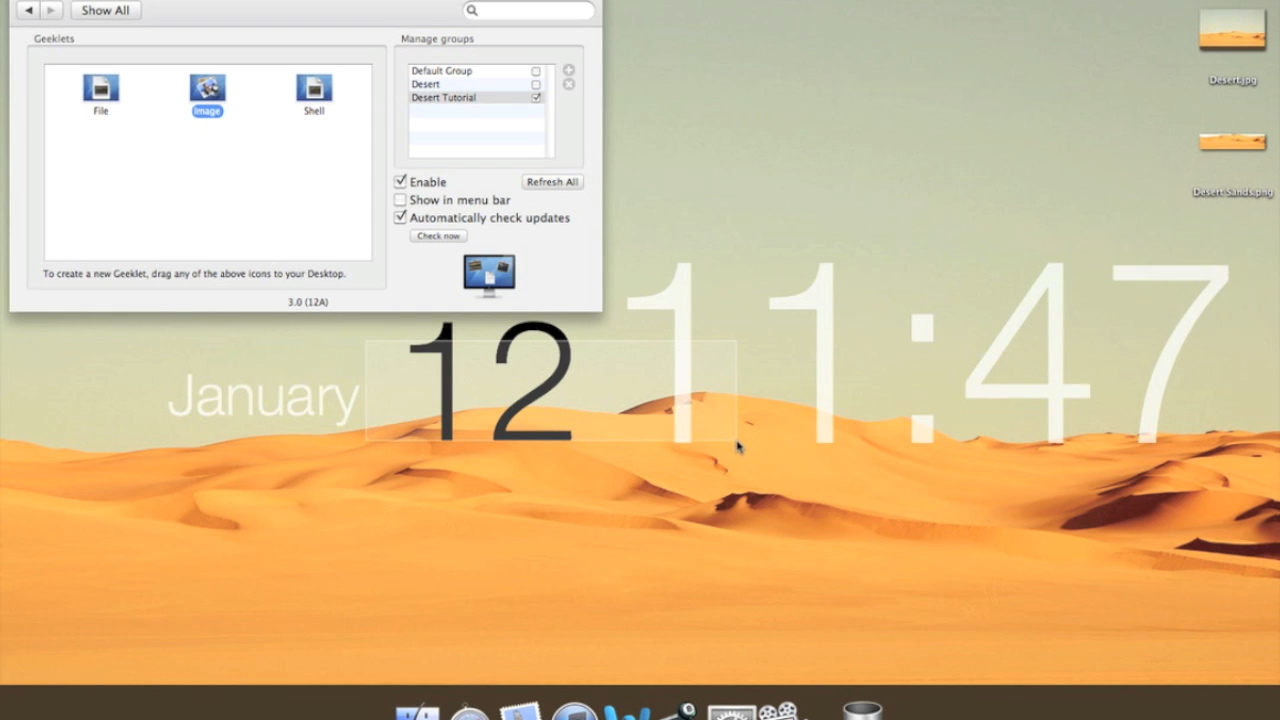 Show All
Geeklets
Manage groups
File
Image
Shell
Default Group
Desert
Desert Tutorial
Enable
Refresh All
Show in menu bar
Automatically check updates
Check now
To create a new Geeklet, drag any of the above icons to your Desktop.
3.0 (12A)
Desert.jpg
Desert Sands.png
January
12
11:47